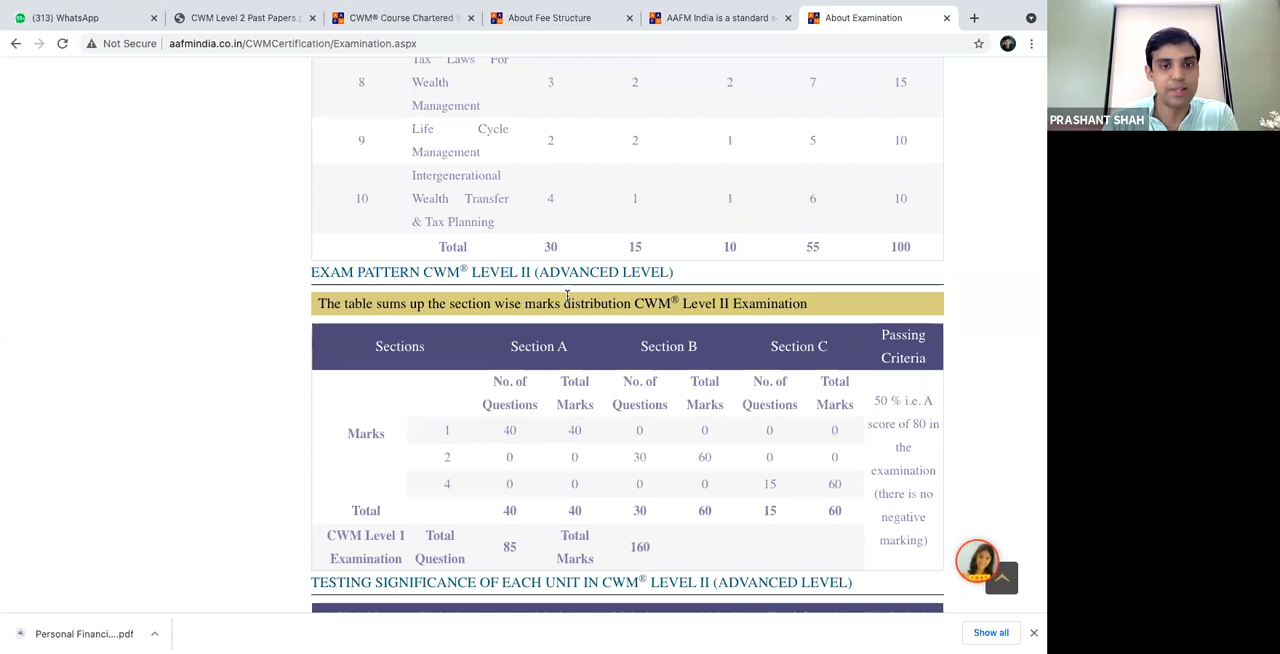 (313) WhatsApp
CWM Level 2 Past Papers.p
CWM® Course Chartered W
About Fee Structure
AAFM India is a standard s
About Examination
Not Secure
aafmindia.co.in/CWMCertification/Examination.aspx
PRASHANT SHAH
8 Tax Laws For Wealth Management 3 2 2 7 15
9 Life Cycle Management 2 2 1 5 10
10 Intergenerational Wealth Transfer & Tax Planning 4 1 1 6 10
Total 30 15 10 55 100
EXAM PATTERN CWM® LEVEL II (ADVANCED LEVEL)
The table sums up the section wise marks distribution CWM® Level II Examination
Sections Section A Section B Section C Passing Criteria
No. of Questions Total Marks No. of Questions Total Marks No. of Questions Total Marks
Marks
1 40 40 0 0 0 0
2 0 0 30 60 0 0
4 0 0 0 0 15 60
Total 40 40 30 60 15 60
CWM Level 1 Examination Total Question 85 Total Marks 160
50 % i.e. A score of 80 in the examination (there is no negative marking)
TESTING SIGNIFICANCE OF EACH UNIT IN CWM® LEVEL II (ADVANCED LEVEL)
Personal Financi....pdf
Show all